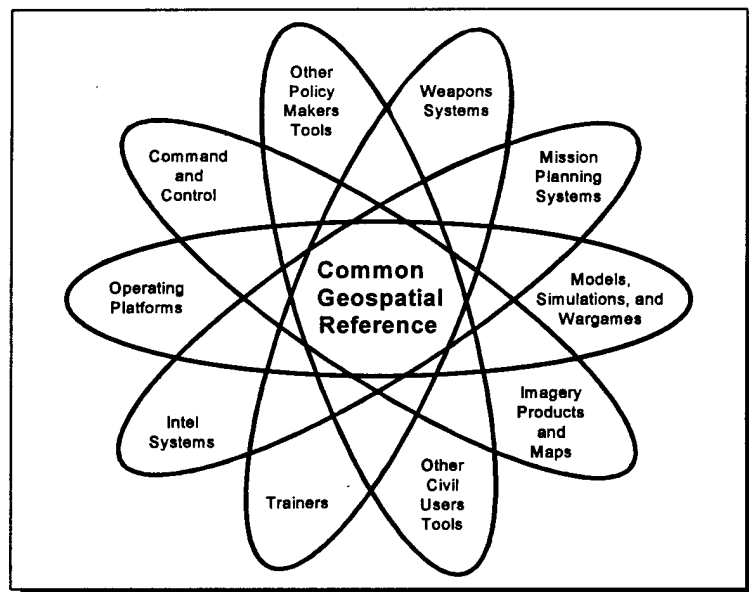 Other
Policy
Makers
Tools
Weapons
Systems
Command
and
Control
Mission
Planning
Systems
Operating
Platforms
Common
Geospatial
Reference
Models,
Simulations, and
Wargames
Intel
Systems
Imagery
Products
and
Maps
Trainers
Other
Civil
Users
Tools